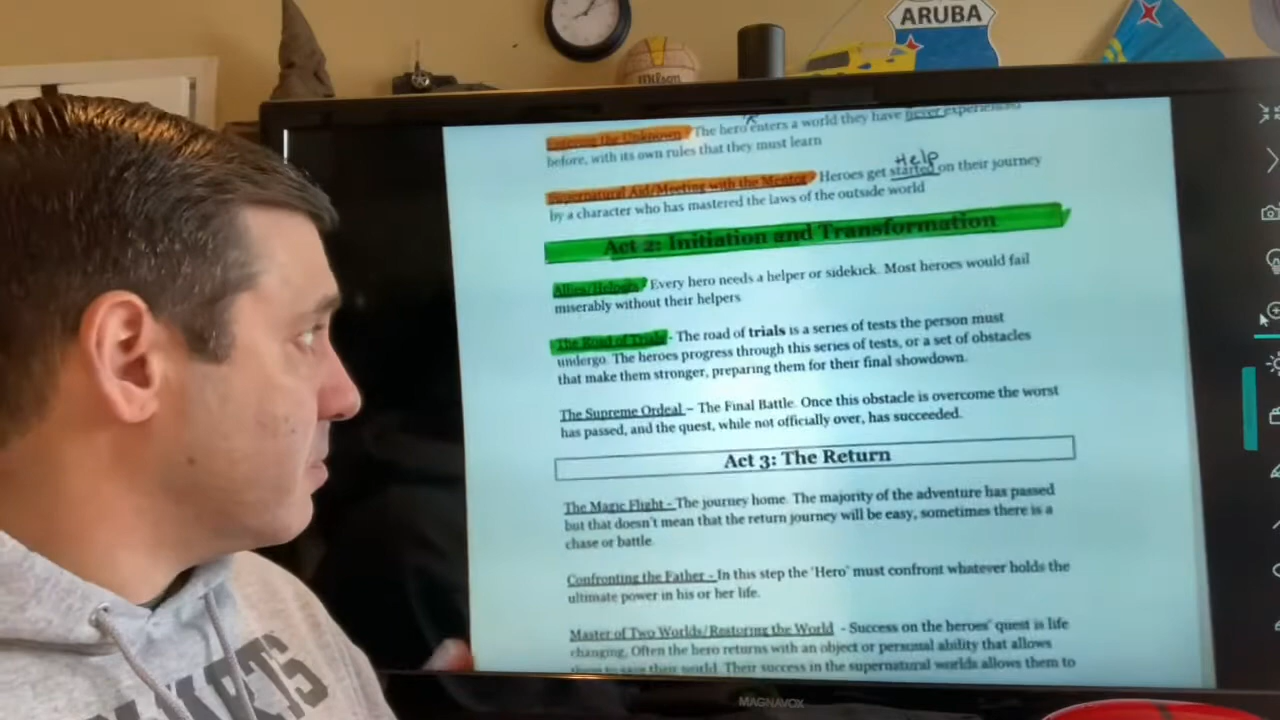 ARUBA
Wilson
Entering the Unknown - The hero enters a world they have never experienced
before, with its own rules that they must learn
Help
Supernatural Aid/Meeting with the Mentor - Heroes get started on their journey
by a character who has mastered the laws of the outside world
Act 2: Initiation and Transformation
Allies/Helpers - Every hero needs a helper or sidekick. Most heroes would fail
miserably without their helpers
The Road of Trials - The road of trials is a series of tests the person must
undergo. The heroes progress through this series of tests, or a set of obstacles
that make them stronger, preparing them for their final showdown.
The Supreme Ordeal – The Final Battle. Once this obstacle is overcome the worst
has passed, and the quest, while not officially over, has succeeded.
Act 3: The Return
The Magic Flight - The journey home. The majority of the adventure has passed
but that doesn't mean that the return journey will be easy, sometimes there is a
chase or battle.
Confronting the Father - In this step the 'Hero' must confront whatever holds the
ultimate power in his or her life.
Master of Two Worlds/Restoring the World - Success on the heroes' quest is life
changing. Often the hero returns with an object or personal ability that allows
them to save their world. Their success in the supernatural worlds allows them to
MAGNAVOX